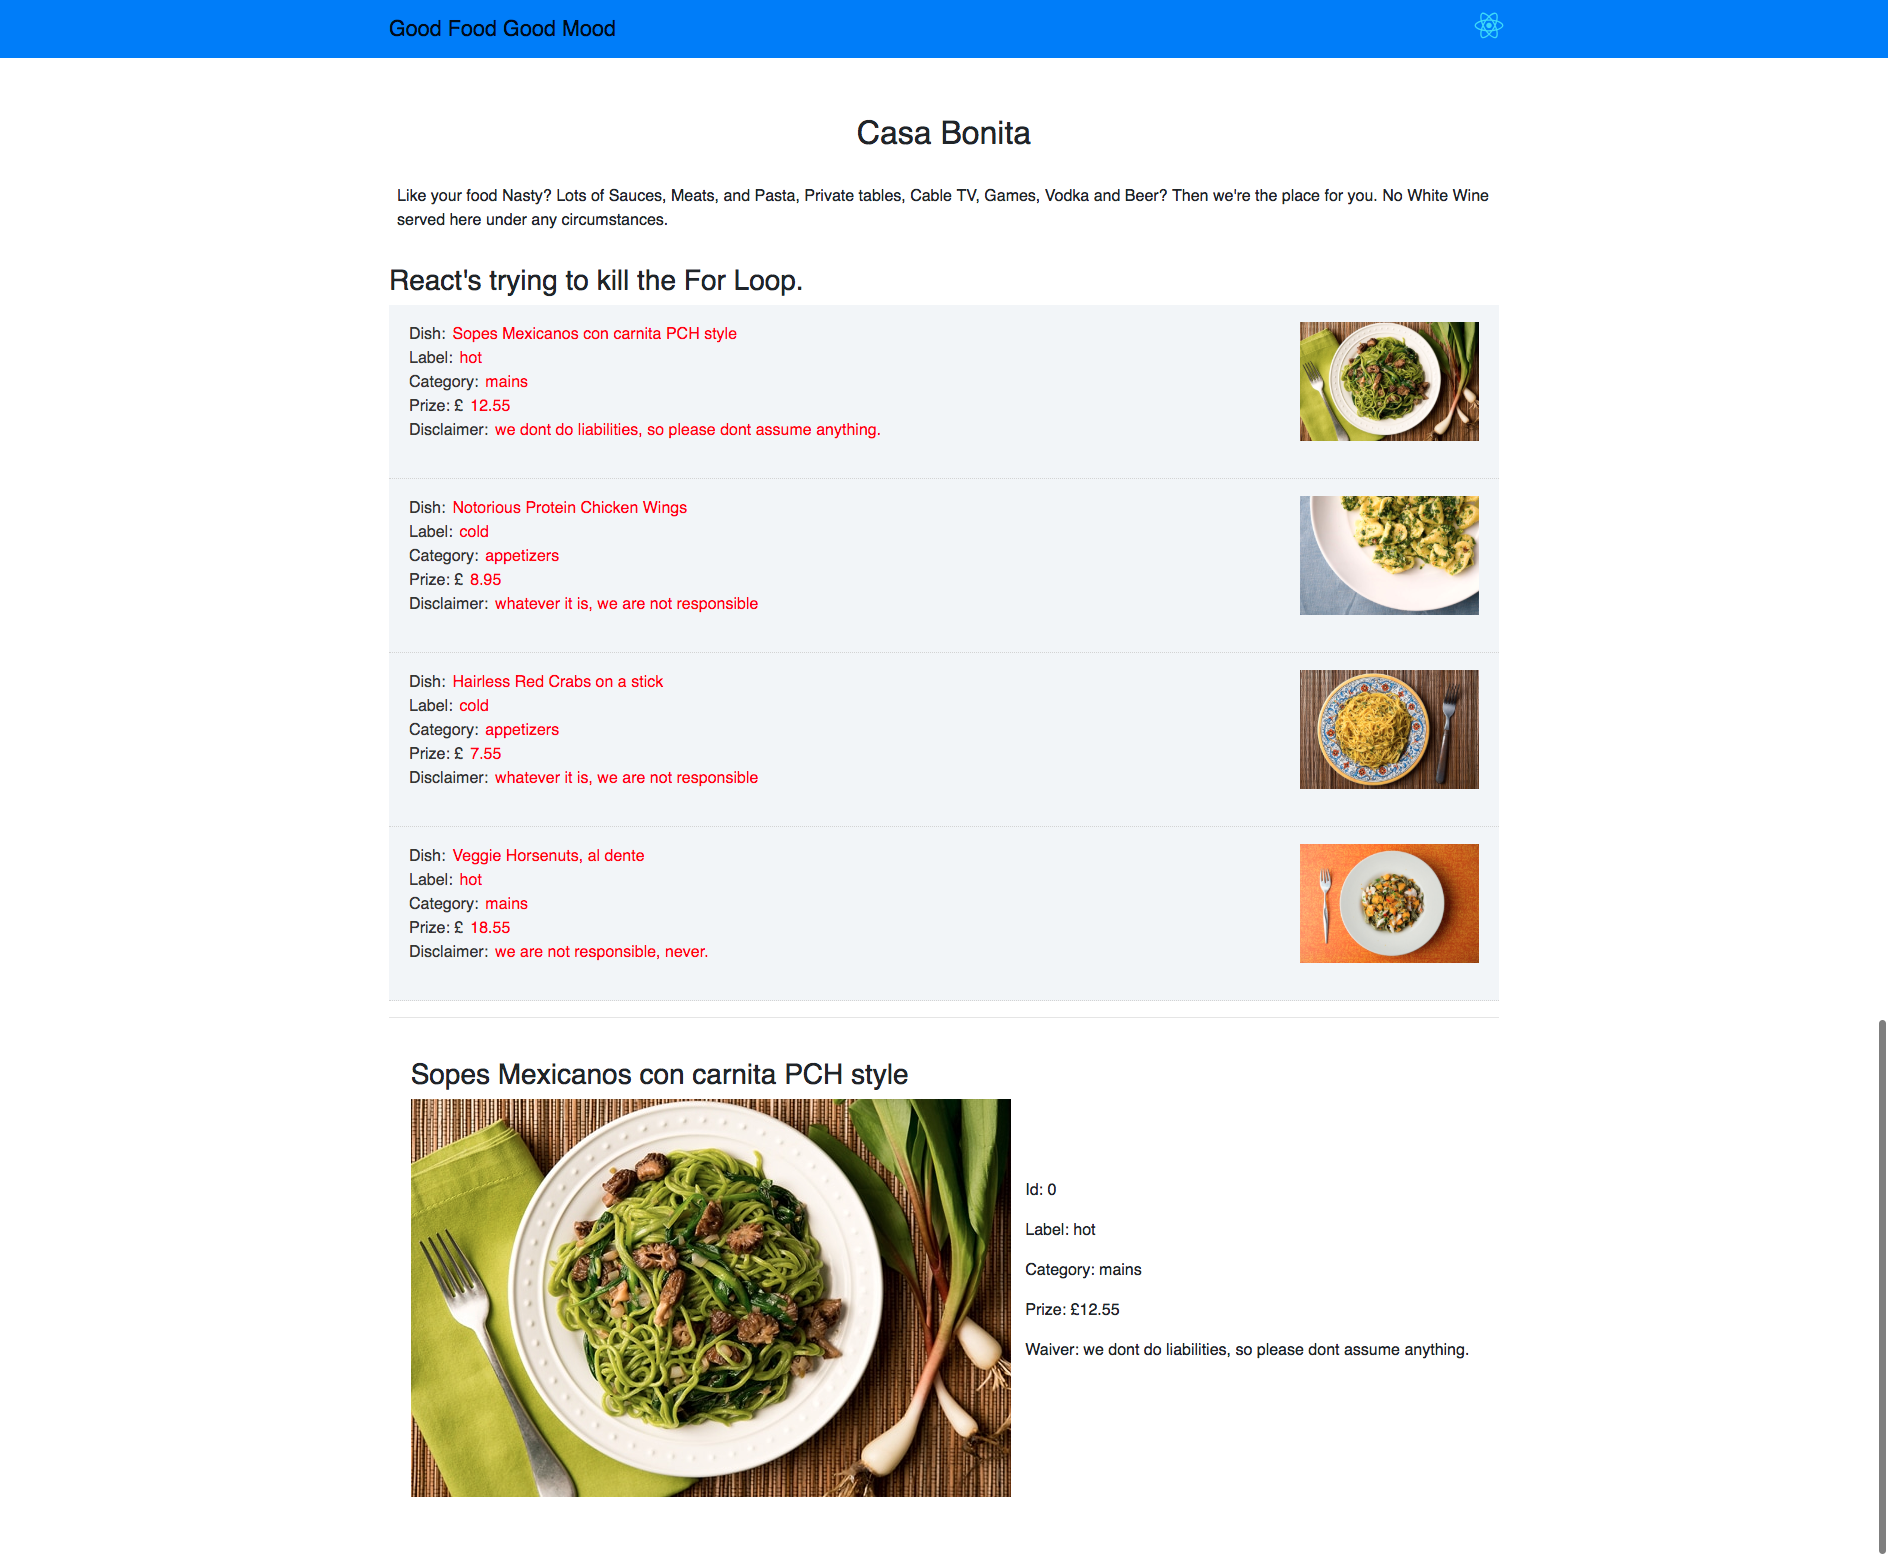 Good Food Good Mood
Casa Bonita
Like your food Nasty? Lots of Sauces, Meats, and Pasta, Private tables, Cable TV, Games, Vodka and Beer? Then we're the place for you. No White Wine
served here under any circumstances.
React's trying to kill the For Loop.
Dish: Sopes Mexicanos con carnita PCH style
Label: hot
Category: mains
Prize: £ 12.55
Disclaimer: we dont do liabilities, so please dont assume anything.
Dish: Notorious Protein Chicken Wings
Label: cold
Category: appetizers
Prize: £ 8.95
Disclaimer: whatever it is, we are not responsible
Dish: Hairless Red Crabs on a stick
Label: cold
Category: appetizers
Prize: £ 7.55
Disclaimer: whatever it is, we are not responsible
Dish: Veggie Horsenuts, al dente
Label: hot
Category: mains
Prize: £ 18.55
Disclaimer: we are not responsible, never.
Sopes Mexicanos con carnita PCH style
Id: 0
Label: hot
Category: mains
Prize: £12.55
Waiver: we dont do liabilities, so please dont assume anything.